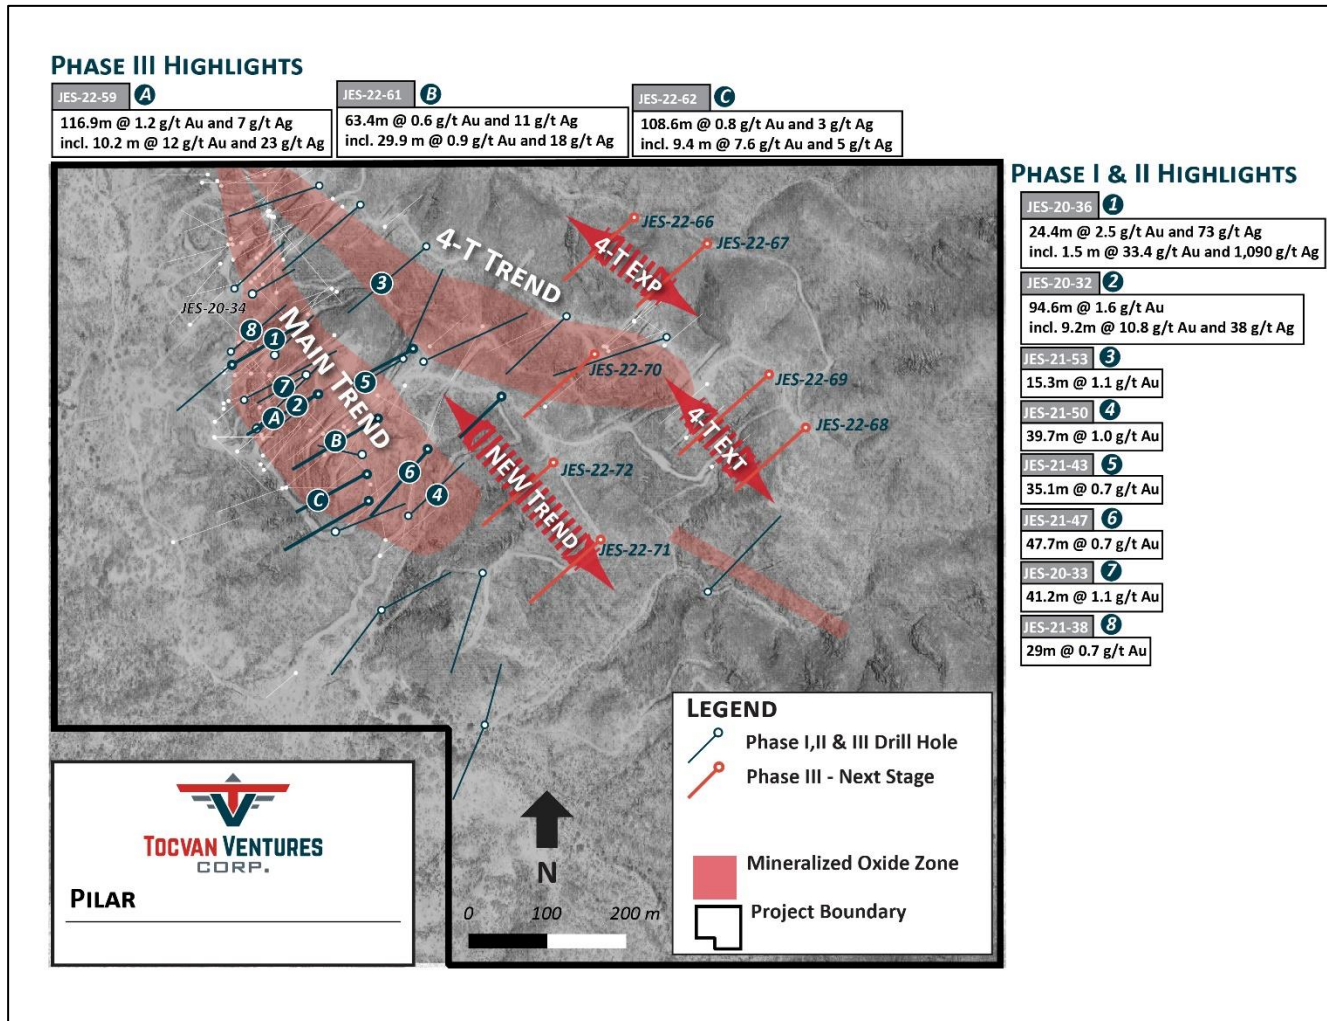 PHASE III HIGHLIGHTS
JES-22-59 A
116.9m @ 1.2 g/t Au and 7 g/t Ag
incl. 10.2 m @ 12 g/t Au and 23 g/t Ag
JES-22-61 B
63.4m @ 0.6 g/t Au and 11 g/t Ag
incl. 29.9 m @ 0.9 g/t Au and 18 g/t Ag
JES-22-62 C
108.6m @ 0.8 g/t Au and 3 g/t Ag
incl. 9.4 m @ 7.6 g/t Au and 5 g/t Ag
PHASE I & II HIGHLIGHTS
JES-20-36 1
24.4m @ 2.5 g/t Au and 73 g/t Ag
incl. 1.5 m @ 33.4 g/t Au and 1,090 g/t Ag
JES-20-32 2
94.6m @ 1.6 g/t Au
incl. 9.2m @ 10.8 g/t Au and 38 g/t Ag
JES-21-53 3
15.3m @ 1.1 g/t Au
JES-21-50 4
39.7m @ 1.0 g/t Au
JES-21-43 5
35.1m @ 0.7 g/t Au
JES-21-47 6
47.7m @ 0.7 g/t Au
JES-20-33 7
41.2m @ 1.1 g/t Au
JES-21-38 8
29m @ 0.7 g/t Au
JES-22-66
JES-22-67
4-T EXP
4-T TREND
3
JES-20-34
MAIN TREND
8
1
5
7
2
A
B
6
C
4
JES-22-70
JES-22-69
JES-22-68
4-T EXT
JES-22-72
NEW TREND
JES-22-71
LEGEND
Phase I,II & III Drill Hole
Phase III - Next Stage
Mineralized Oxide Zone
Project Boundary
N
0 100 200 m
TOCVAN VENTURES
CORP.
PILAR